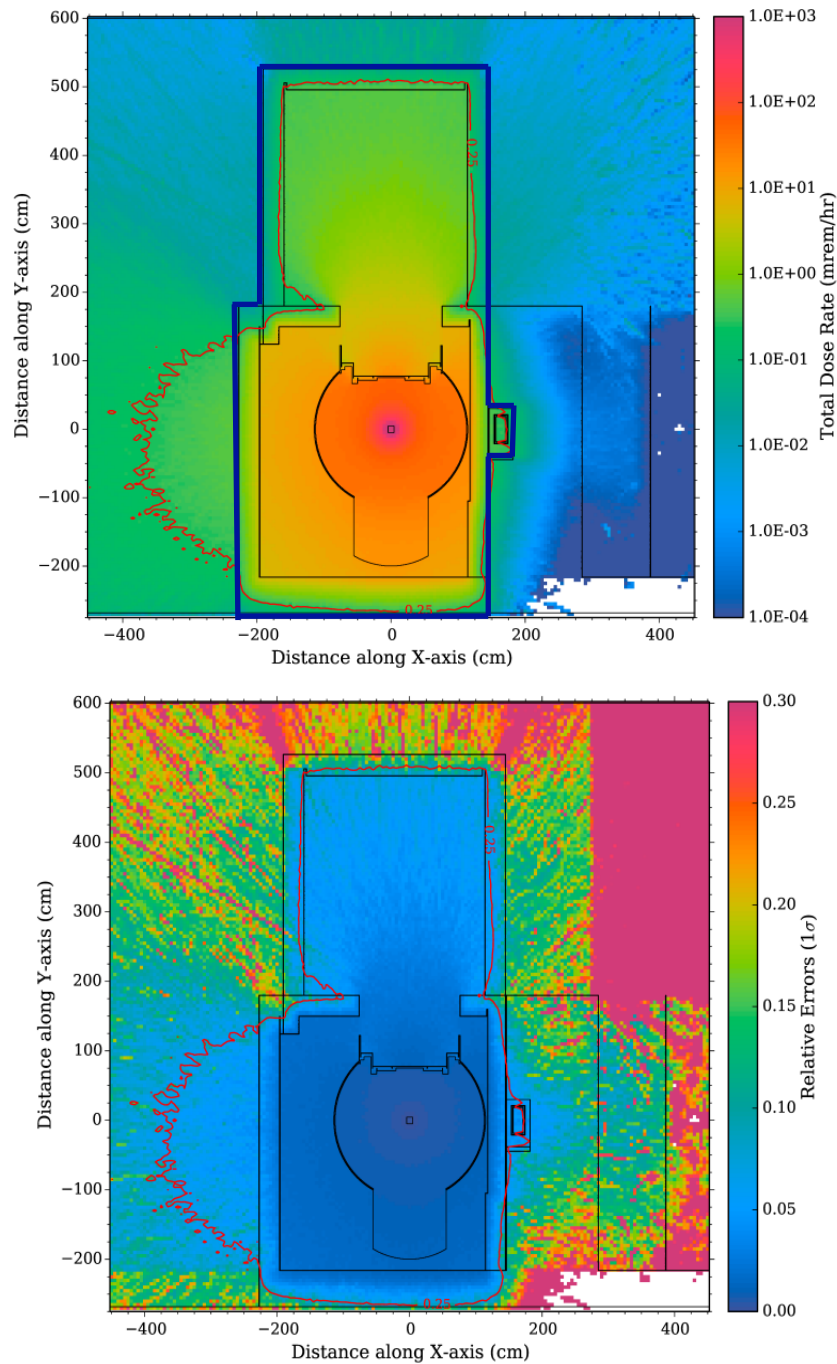 600
500
400
300
200
100
0
−100
−200
Distance along Y-axis (cm)
0.25
0.25
−400
−200
0
200
400
Distance along X-axis (cm)
1.0E+03
1.0E+02
1.0E+01
1.0E+00
1.0E-01
1.0E-02
1.0E-03
1.0E-04
Total Dose Rate (mrem/hr)
600
500
400
300
200
100
0
−100
−200
Distance along Y-axis (cm)
0.25
0.25
−400
−200
0
200
400
Distance along X-axis (cm)
0.30
0.25
0.20
0.15
0.10
0.05
0.00
Relative Errors (1σ)